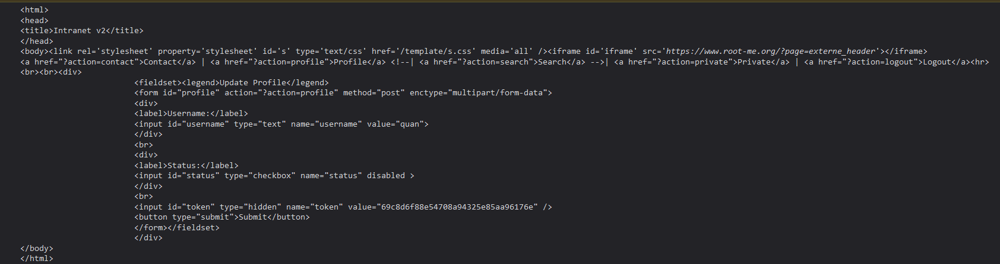 <html>
<head>
<title>Intranet v2</title>
</head>
<body><link rel='stylesheet' property='stylesheet' id='s' type='text/css' href='/template/s.css' media='all' /><iframe id='iframe' src='https://www.root-me.org/?page=externe_header'></iframe>
<a href="?action=contact">Contact</a> | <a href="?action=profile">Profile</a> <!--| <a href="?action=search">Search</a> -->| <a href="?action=private">Private</a> | <a href="?action=logout">Logout</a><hr>
<br><br><div>
<fieldset><legend>Update Profile</legend>
<form id="profile" action="?action=profile" method="post" enctype="multipart/form-data">
<div>
<label>Username:</label>
<input id="username" type="text" name="username" value="quan">
</div>
<br>
<div>
<label>Status:</label>
<input id="status" type="checkbox" name="status" disabled >
</div>
<br>
<input id="token" type="hidden" name="token" value="69c8d6f88e54708a94325e85aa96176e" />
<button type="submit">Submit</button>
</form></fieldset>
</div>
</body>
</html>